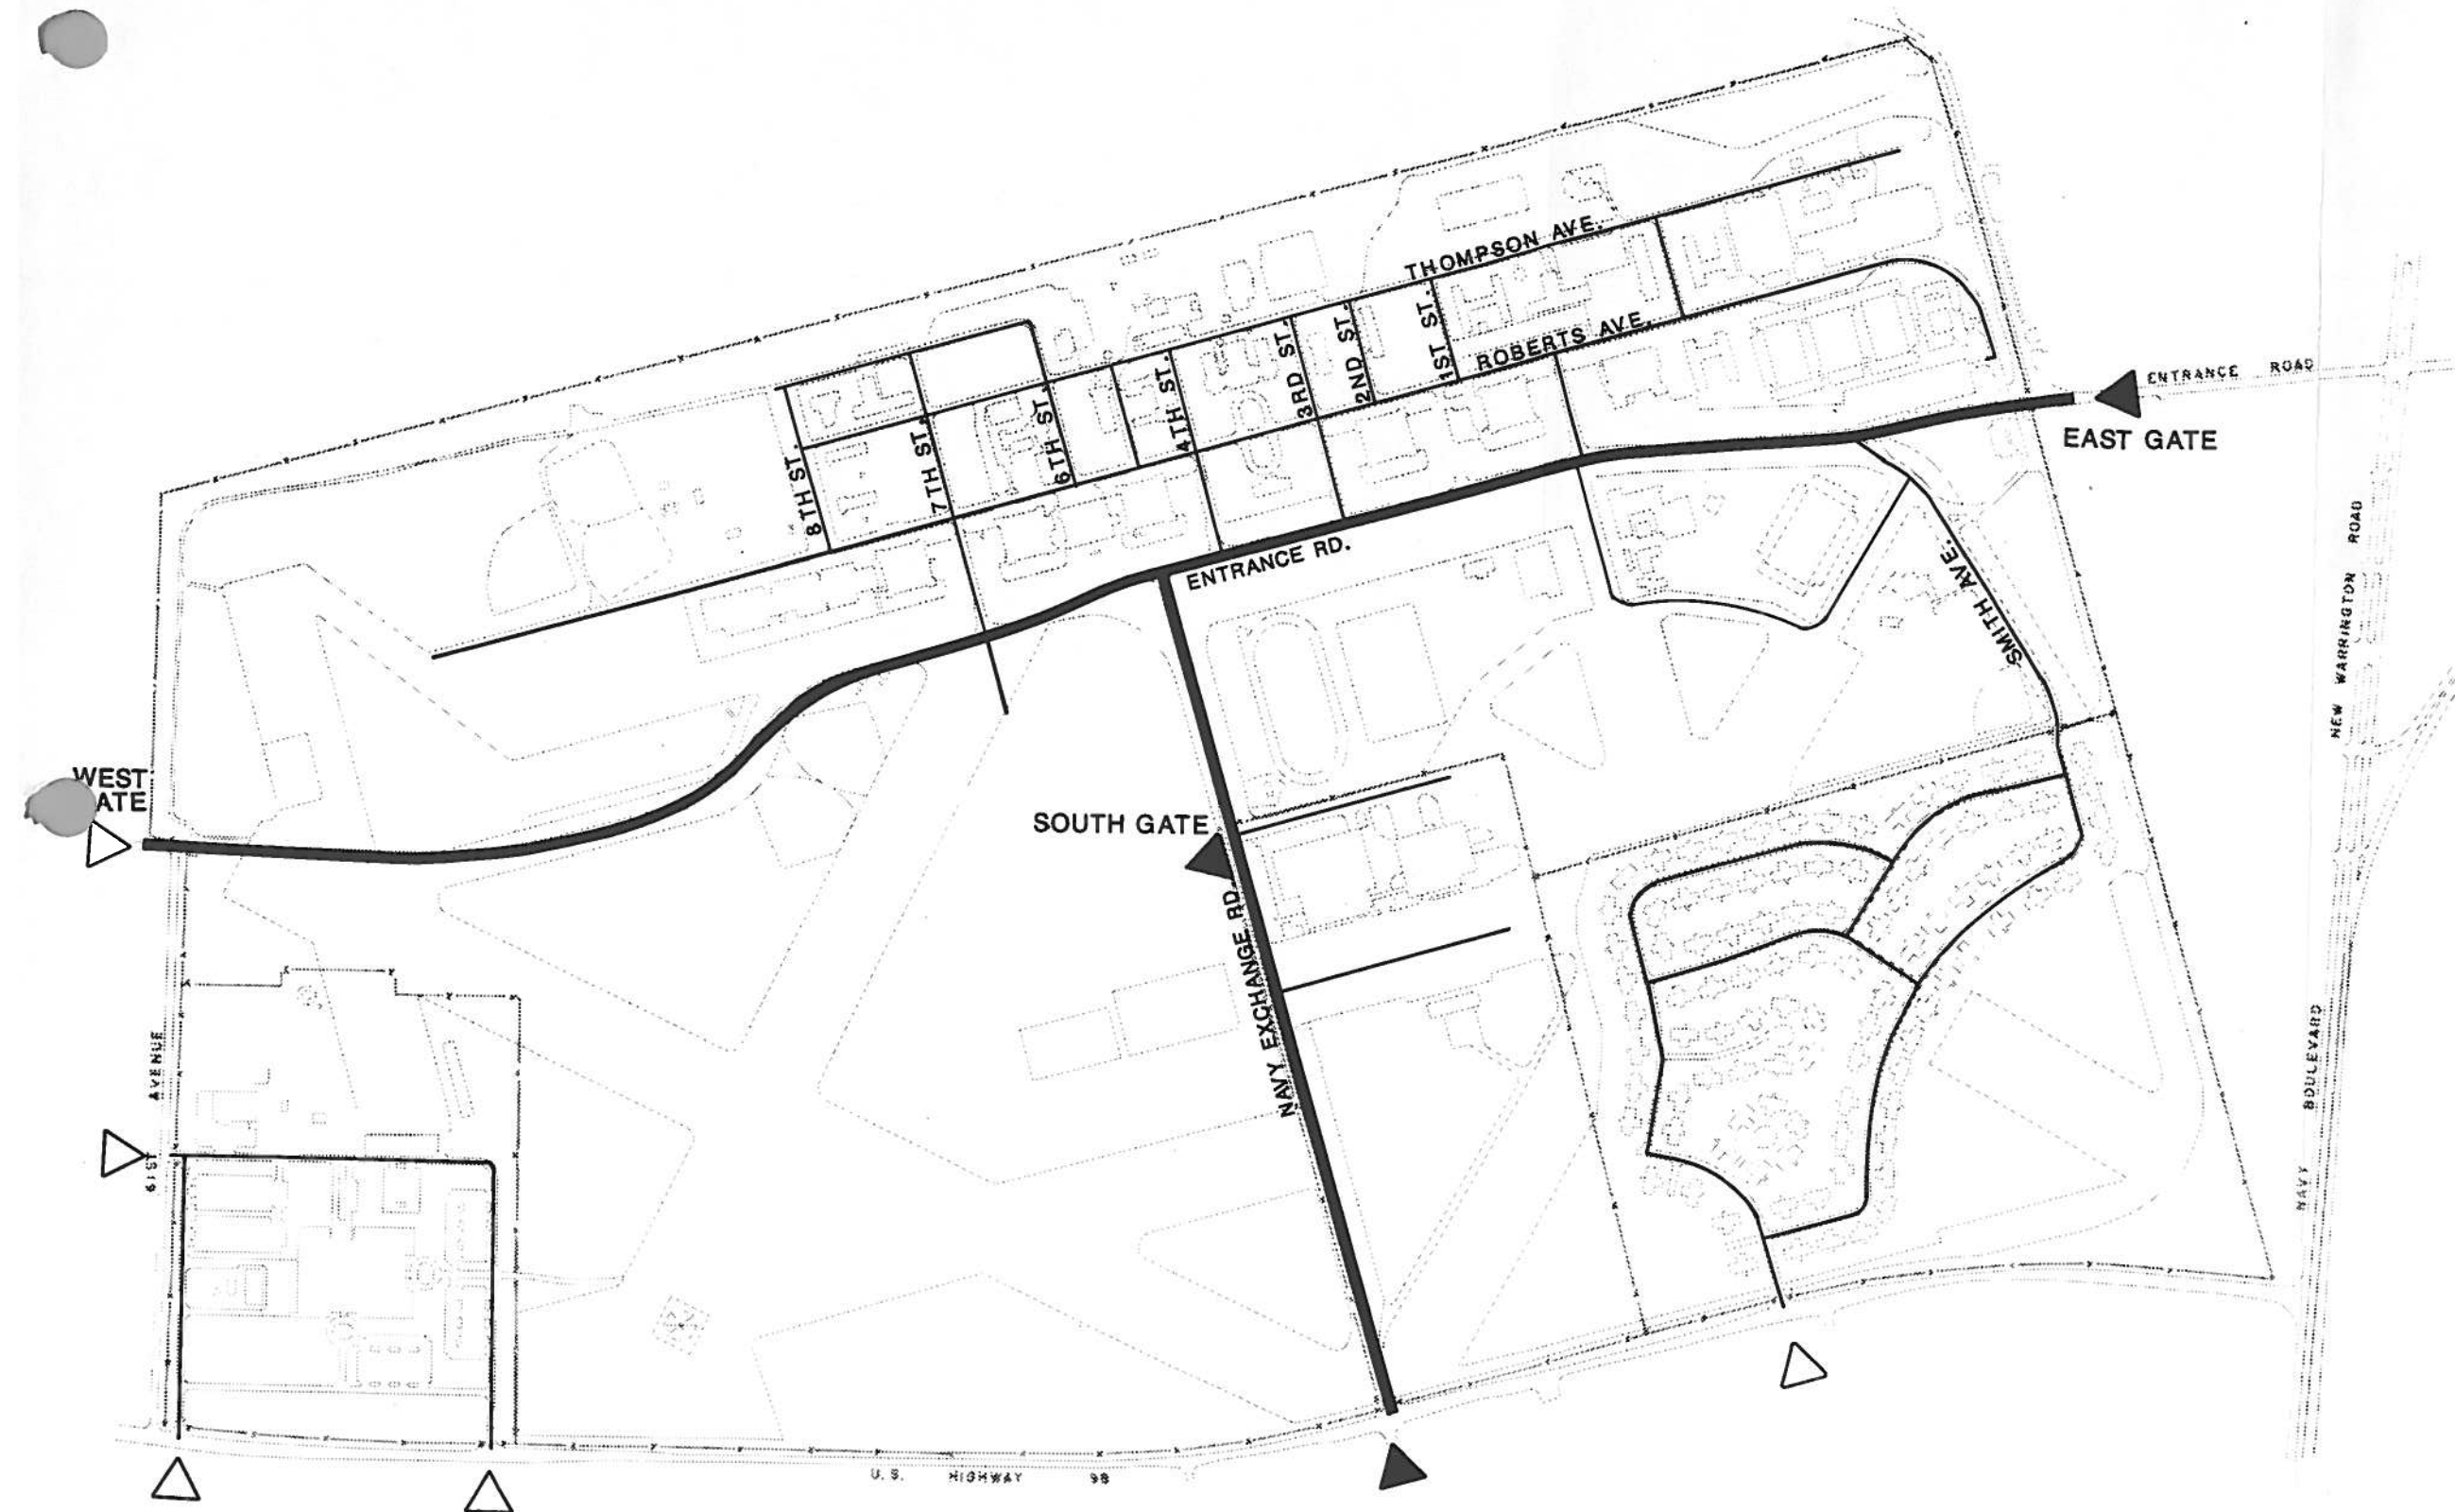 THOMPSON AVE.
1ST ST.
ROBERTS AVE.
2ND ST.
3RD ST.
4TH ST.
6TH ST.
7TH ST.
8TH ST.
ENTRANCE ROAD
EAST GATE
ENTRANCE RD.
SMITH AVE.
NEW WARRINGTON ROAD
WEST
ATE
SOUTH GATE
NAVY EXCHANGE RD.
61ST AVENUE
NAVY BOULEVARD
U.S. HIGHWAY 98